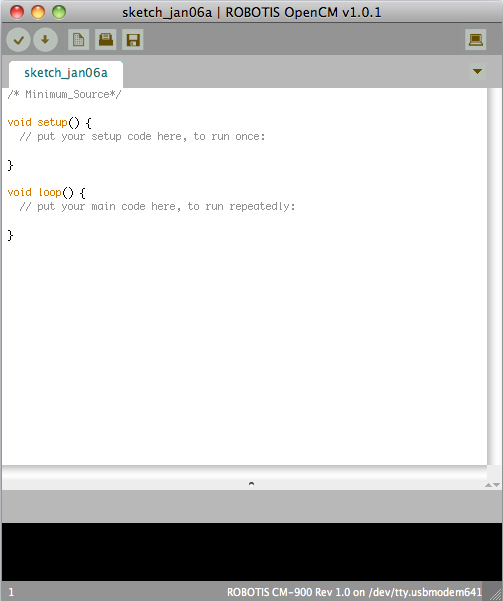 sketch_jan06a | ROBOTIS OpenCM v1.0.1
sketch_jan06a
/* Minimum_Source*/
void setup() {
// put your setup code here, to run once:
}
void loop() {
// put your main code here, to run repeatedly:
}
1
ROBOTIS CM-900 Rev 1.0 on /dev/tty.usbmodem641